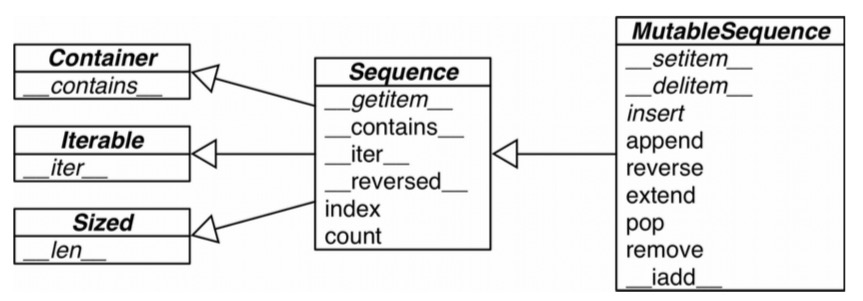 Container
__contains__
Iterable
__iter__
Sized
__len__
Sequence
__getitem__
__contains__
__iter__
__reversed__
index
count
MutableSequence
__setitem__
__delitem__
insert
append
reverse
extend
pop
remove
__iadd__